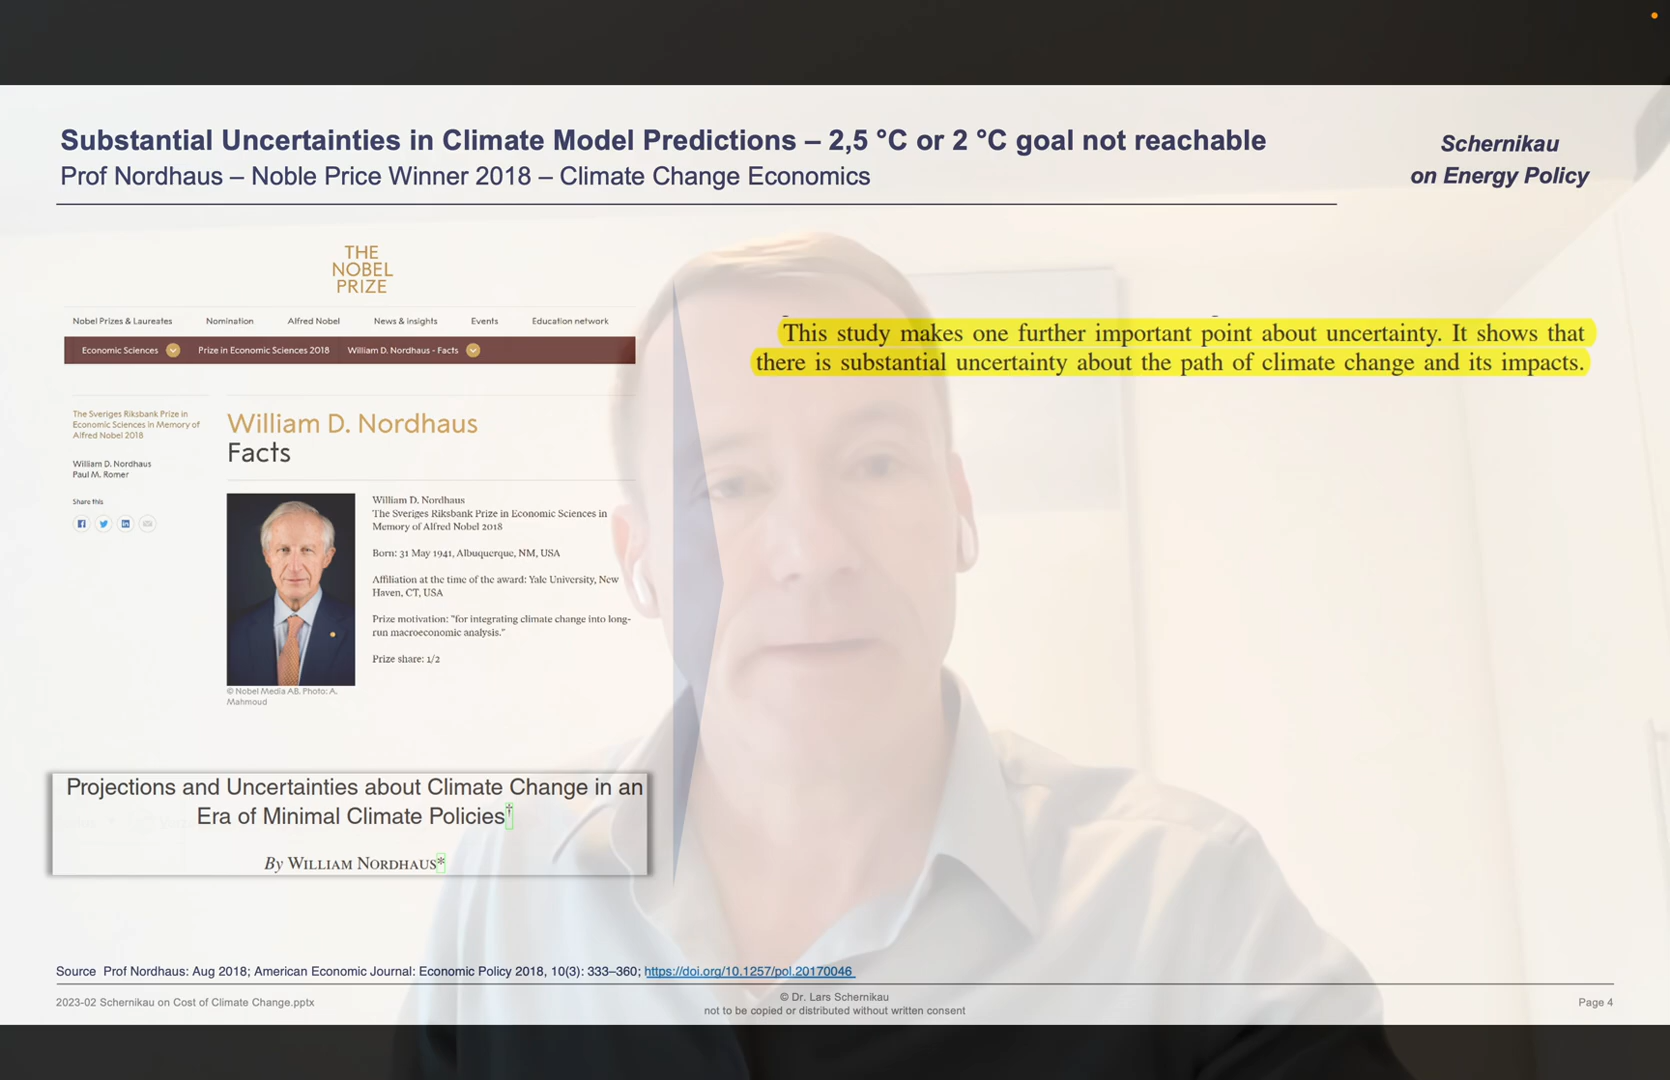 Substantial Uncertainties in Climate Model Predictions – 2,5 °C or 2 °C goal not reachable
Prof Nordhaus – Noble Price Winner 2018 – Climate Change Economics
Schernikau
on Energy Policy
THE
NOBEL
PRIZE
Nobel Prizes & Laureates Nomination Alfred Nobel News & insights Events Education network
Economic Sciences Prize in Economic Sciences 2018 William D. Nordhaus - Facts
The Sveriges Riksbank Prize in
Economic Sciences in Memory of
Alfred Nobel 2018
William D. Nordhaus
Paul M. Romer
Share this
William D. Nordhaus
Facts
William D. Nordhaus
The Sveriges Riksbank Prize in Economic Sciences in
Memory of Alfred Nobel 2018
Born: 31 May 1941, Albuquerque, NM, USA
Affiliation at the time of the award: Yale University, New
Haven, CT, USA
Prize motivation: "for integrating climate change into long-
run macroeconomic analysis."
Prize share: 1/2
© Nobel Media AB. Photo: A.
Mahmoud
This study makes one further important point about uncertainty. It shows that
there is substantial uncertainty about the path of climate change and its impacts.
Projections and Uncertainties about Climate Change in an
Era of Minimal Climate Policies†
By WILLIAM NORDHAUS*
Source Prof Nordhaus: Aug 2018; American Economic Journal: Economic Policy 2018, 10(3): 333–360; https://doi.org/10.1257/pol.20170046
2023-02 Schernikau on Cost of Climate Change.pptx
© Dr. Lars Schernikau
not to be copied or distributed without written consent
Page 4